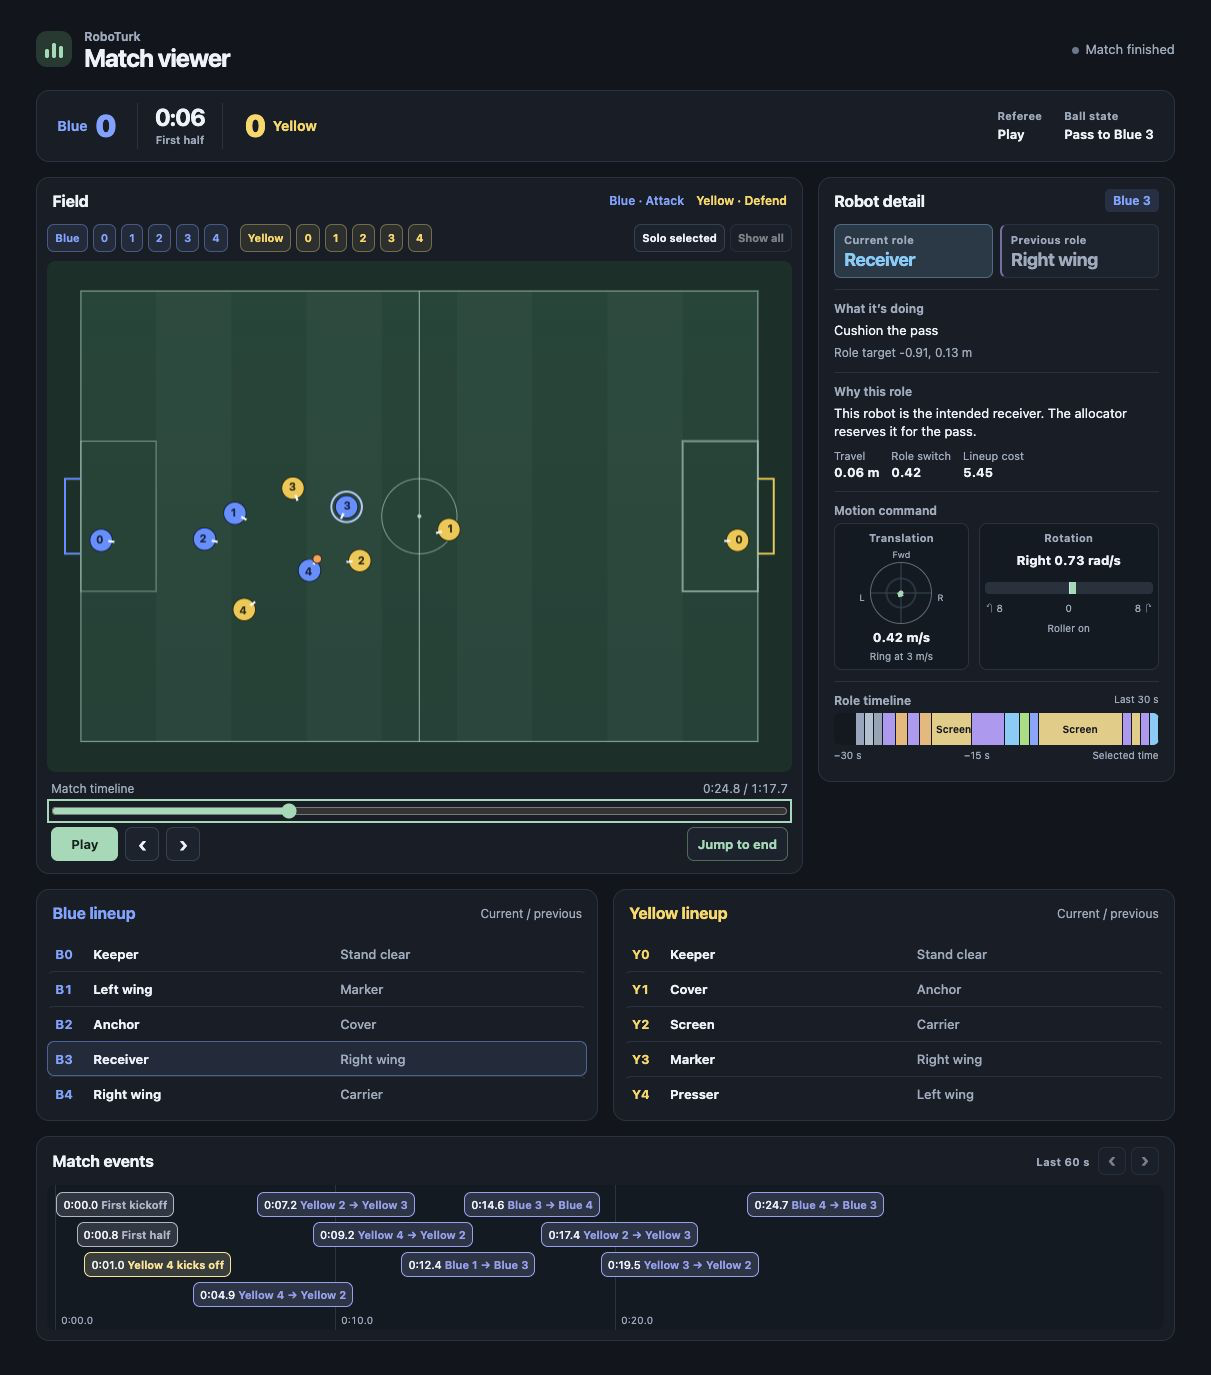 RoboTurk
Match viewer
Match finished
Blue 0
0:06
First half
0 Yellow
Referee
Play
Ball state
Pass to Blue 3
Field
Blue · Attack Yellow · Defend
Blue 0 1 2 3 4 Yellow 0 1 2 3 4 Solo selected Show all
3
3
1
1
2
0
0
2
4
4
Match timeline 0:24.8 / 1:17.7
Play ‹ › Jump to end
Robot detail Blue 3
Current role
Receiver
Previous role
Right wing
What it's doing
Cushion the pass
Role target -0.91, 0.13 m
Why this role
This robot is the intended receiver. The allocator
reserves it for the pass.
Travel Role switch Lineup cost
0.06 m 0.42 5.45
Motion command
Translation
Fwd
L R
0.42 m/s
Ring at 3 m/s
Rotation
Right 0.73 rad/s
↰ 8 0 8 ↱
Roller on
Role timeline Last 30 s
Screen Screen
−30 s −15 s Selected time
Blue lineup Current / previous
B0 Keeper Stand clear
B1 Left wing Marker
B2 Anchor Cover
B3 Receiver Right wing
B4 Right wing Carrier
Yellow lineup Current / previous
Y0 Keeper Stand clear
Y1 Cover Anchor
Y2 Screen Carrier
Y3 Marker Right wing
Y4 Presser Left wing
Match events Last 60 s ‹ ›
0:00.0 First kickoff 0:07.2 Yellow 2 → Yellow 3 0:14.6 Blue 3 → Blue 4 0:24.7 Blue 4 → Blue 3
0:00.8 First half 0:09.2 Yellow 4 → Yellow 2 0:17.4 Yellow 2 → Yellow 3
0:01.0 Yellow 4 kicks off 0:12.4 Blue 1 → Blue 3 0:19.5 Yellow 3 → Yellow 2
0:04.9 Yellow 4 → Yellow 2
0:00.0 0:10.0 0:20.0